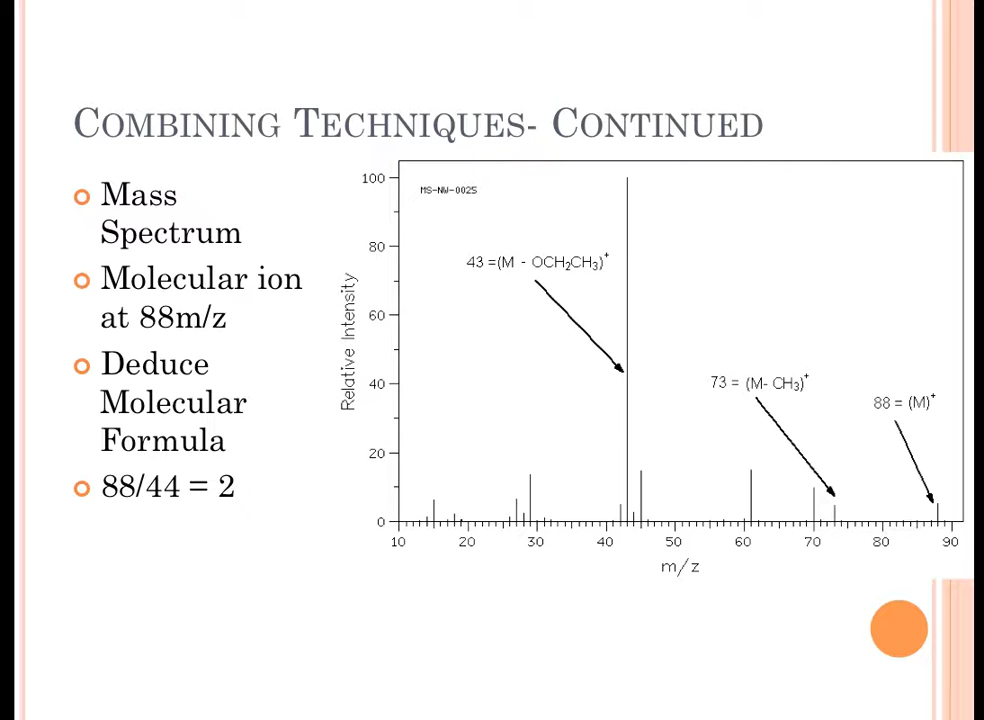 COMBINING TECHNIQUES- CONTINUED
Mass
Spectrum
Molecular ion
at 88m/z
Deduce
Molecular
Formula
88/44 = 2
MS-NW-0025
43 =(M - OCH₂CH₃)⁺
73 = (M- CH₃)⁺
88 = (M)⁺
Relative Intensity
100
80
60
40
20
0
10 20 30 40 50 60 70 80 90
m/z